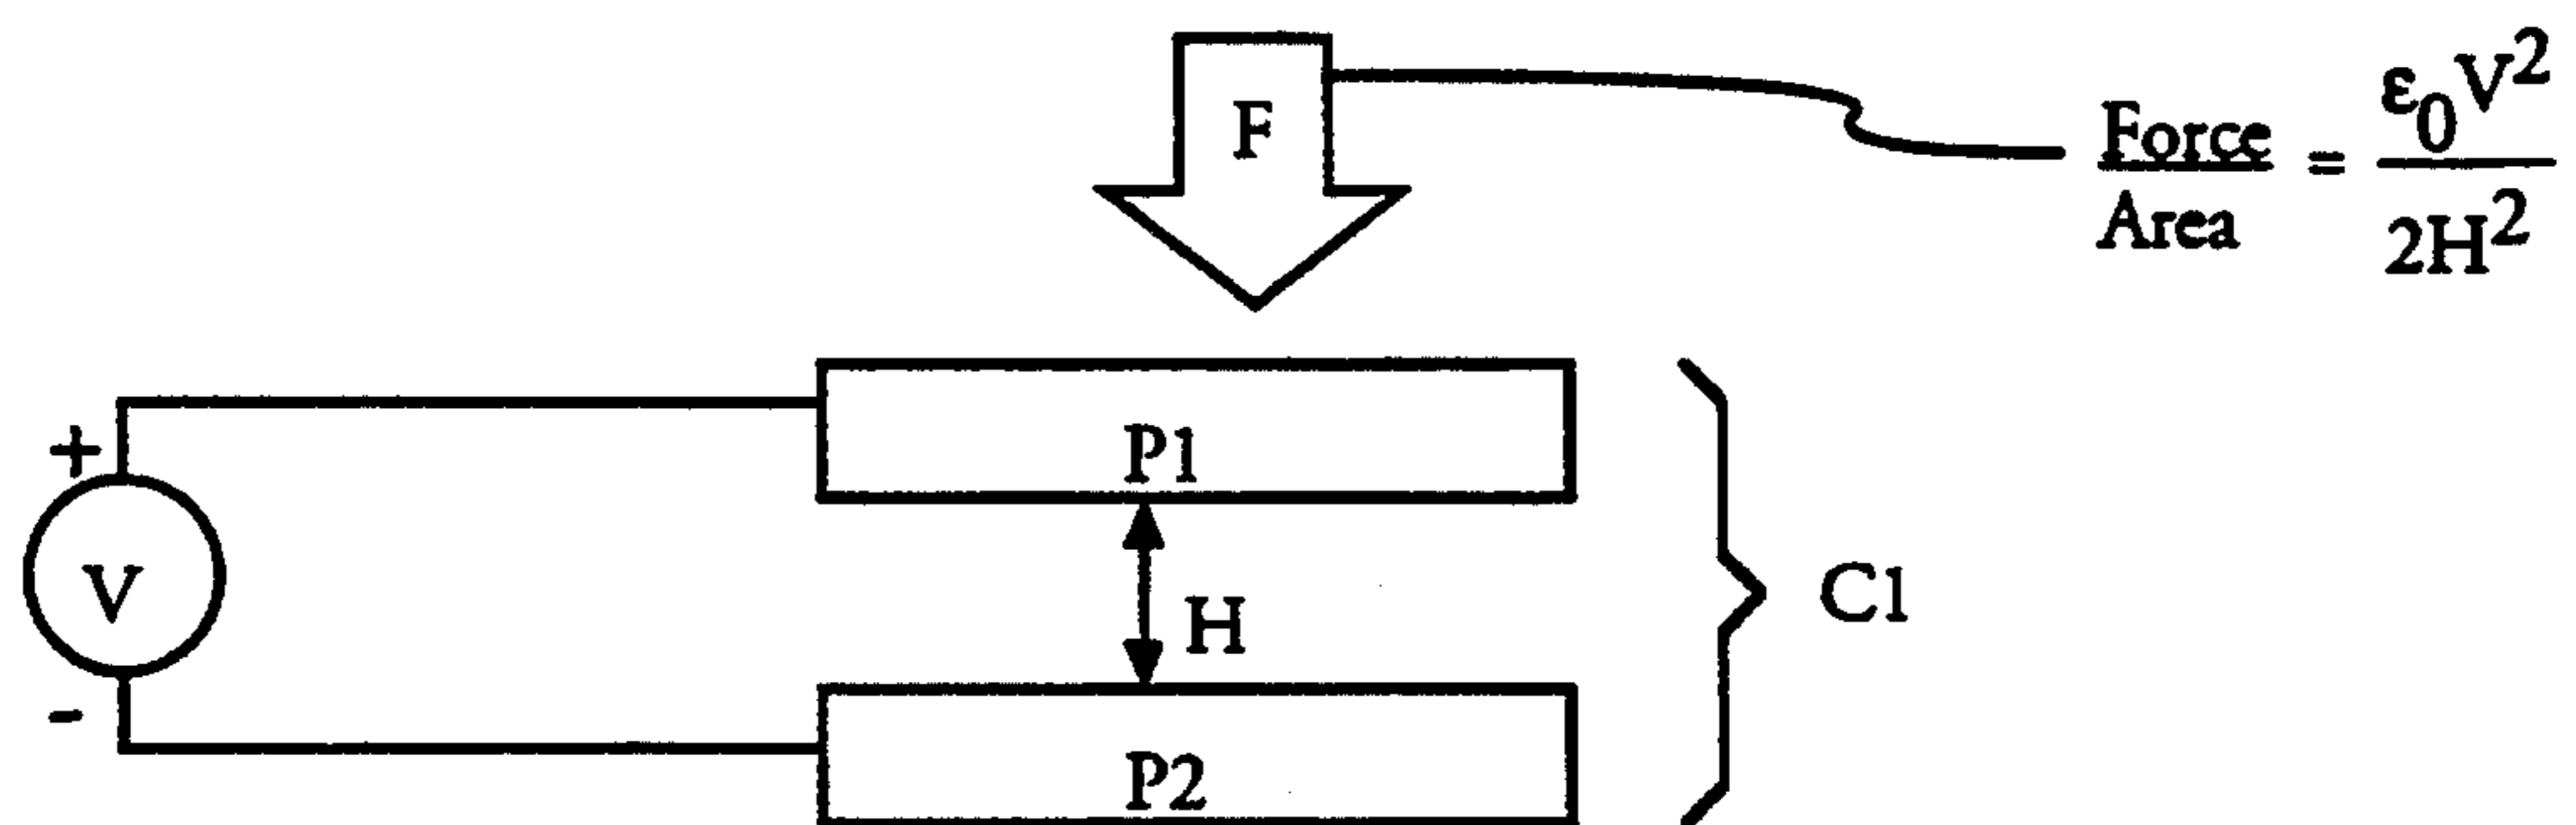 F
Force/Area = ε₀V²/2H²
+
P1
V
H
C1
-
P2